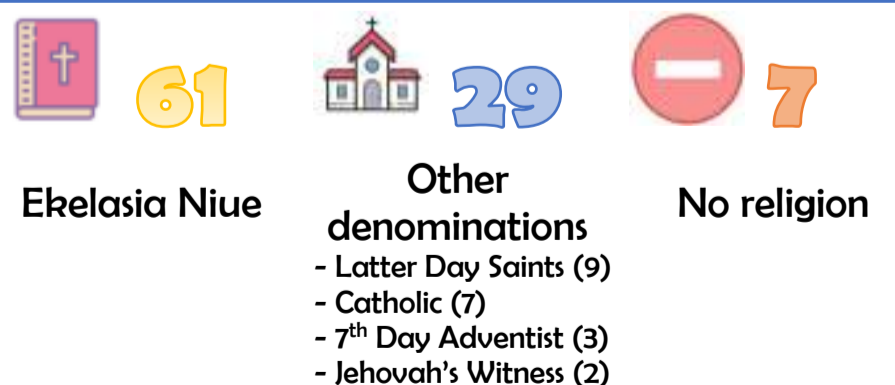 61
29
7
Ekelasia Niue
Other
denominations
- Latter Day Saints (9)
- Catholic (7)
- 7th Day Adventist (3)
- Jehovah's Witness (2)
No religion